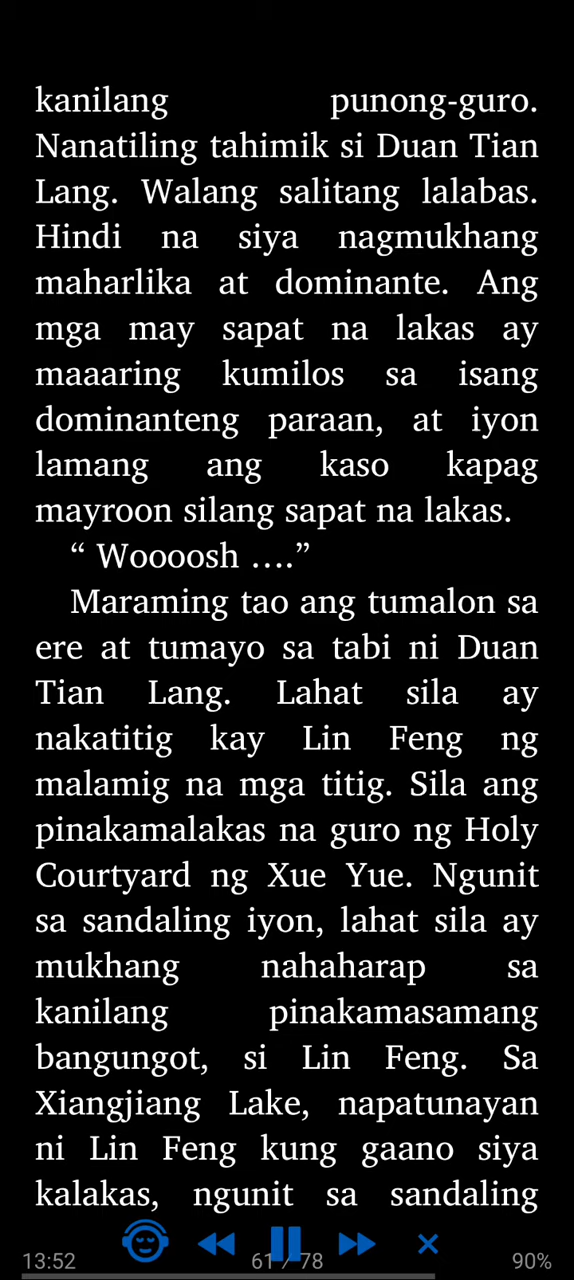 kanilang punong-guro.
Nanatiling tahimik si Duan Tian
Lang. Walang salitang lalabas.
Hindi na siya nagmukhang
maharlika at dominante. Ang
mga may sapat na lakas ay
maaaring kumilos sa isang
dominanteng paraan, at iyon
lamang ang kaso kapag
mayroon silang sapat na lakas.
“ Woooosh ….”
Maraming tao ang tumalon sa
ere at tumayo sa tabi ni Duan
Tian Lang. Lahat sila ay
nakatitig kay Lin Feng ng
malamig na mga titig. Sila ang
pinakamalakas na guro ng Holy
Courtyard ng Xue Yue. Ngunit
sa sandaling iyon, lahat sila ay
mukhang nahaharap sa
kanilang pinakamasamang
bangungot, si Lin Feng. Sa
Xiangjiang Lake, napatunayan
ni Lin Feng kung gaano siya
kalakas, ngunit sa sandaling
13:52 61 / 78 90%